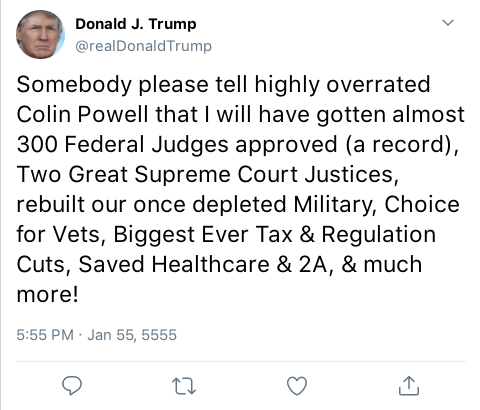 Donald J. Trump
@realDonaldTrump
Somebody please tell highly overrated
Colin Powell that I will have gotten almost
300 Federal Judges approved (a record),
Two Great Supreme Court Justices,
rebuilt our once depleted Military, Choice
for Vets, Biggest Ever Tax & Regulation
Cuts, Saved Healthcare & 2A, & much
more!
5:55 PM · Jan 55, 5555